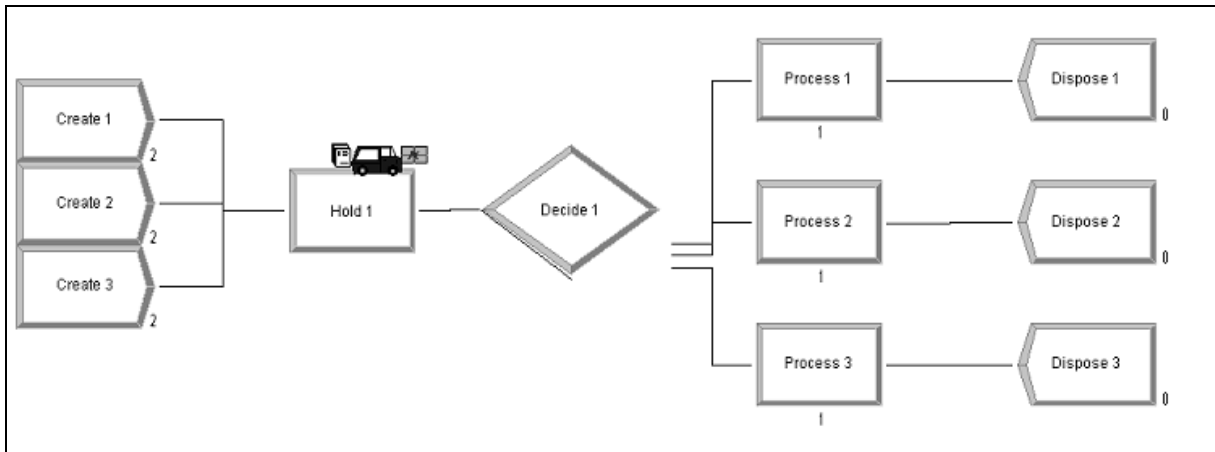 Create 1
2
Create 2
2
Create 3
2
Hold 1
Decide 1
Process 1
1
Dispose 1
0
Process 2
1
Dispose 2
0
Process 3
1
Dispose 3
0